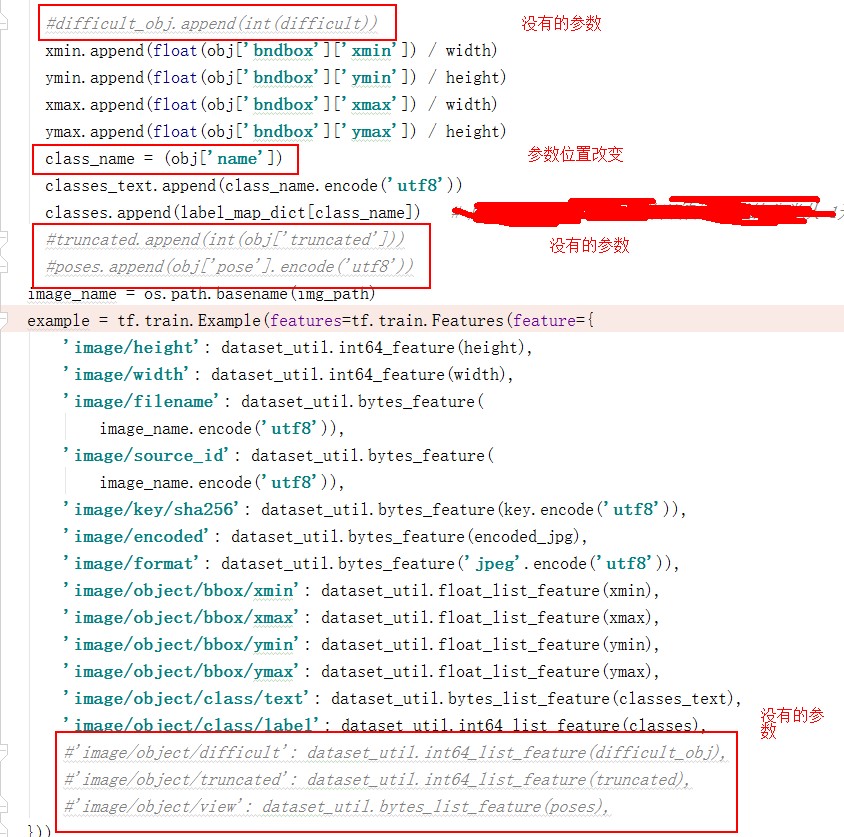 #difficult_obj.append(int(difficult)) 没有的参数
xmin.append(float(obj['bndbox']['xmin']) / width)
ymin.append(float(obj['bndbox']['ymin']) / height)
xmax.append(float(obj['bndbox']['xmax']) / width)
ymax.append(float(obj['bndbox']['ymax']) / height)
class_name = (obj['name']) 参数位置改变
classes_text.append(class_name.encode('utf8'))
classes.append(label_map_dict[class_name]) #
#truncated.append(int(obj['truncated'])) 没有的参数
#poses.append(obj['pose'].encode('utf8'))
image_name = os.path.basename(img_path)
example = tf.train.Example(features=tf.train.Features(feature={
'image/height': dataset_util.int64_feature(height),
'image/width': dataset_util.int64_feature(width),
'image/filename': dataset_util.bytes_feature(
image_name.encode('utf8')),
'image/source_id': dataset_util.bytes_feature(
image_name.encode('utf8')),
'image/key/sha256': dataset_util.bytes_feature(key.encode('utf8')),
'image/encoded': dataset_util.bytes_feature(encoded_jpg),
'image/format': dataset_util.bytes_feature('jpeg'.encode('utf8')),
'image/object/bbox/xmin': dataset_util.float_list_feature(xmin),
'image/object/bbox/xmax': dataset_util.float_list_feature(xmax),
'image/object/bbox/ymin': dataset_util.float_list_feature(ymin),
'image/object/bbox/ymax': dataset_util.float_list_feature(ymax),
'image/object/class/text': dataset_util.bytes_list_feature(classes_text),
'image/object/class/label': dataset_util.int64_list_feature(classes),
没有的参
数
#'image/object/difficult': dataset_util.int64_list_feature(difficult_obj),
#'image/object/truncated': dataset_util.int64_list_feature(truncated),
#'image/object/view': dataset_util.bytes_list_feature(poses),
}))